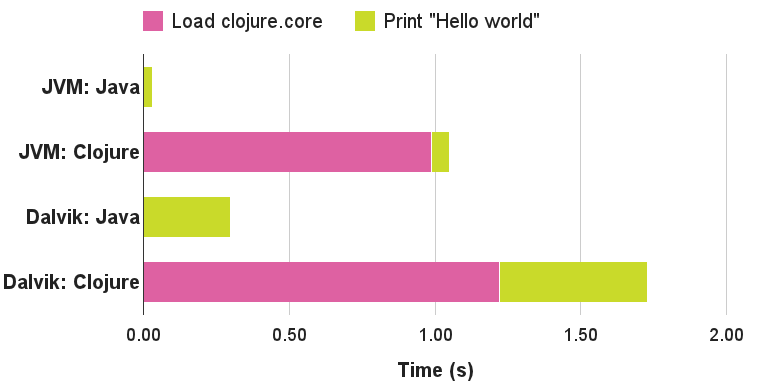 Load clojure.core Print "Hello world"
JVM: Java
JVM: Clojure
Dalvik: Java
Dalvik: Clojure
0.00 0.50 1.00 1.50 2.00
Time (s)